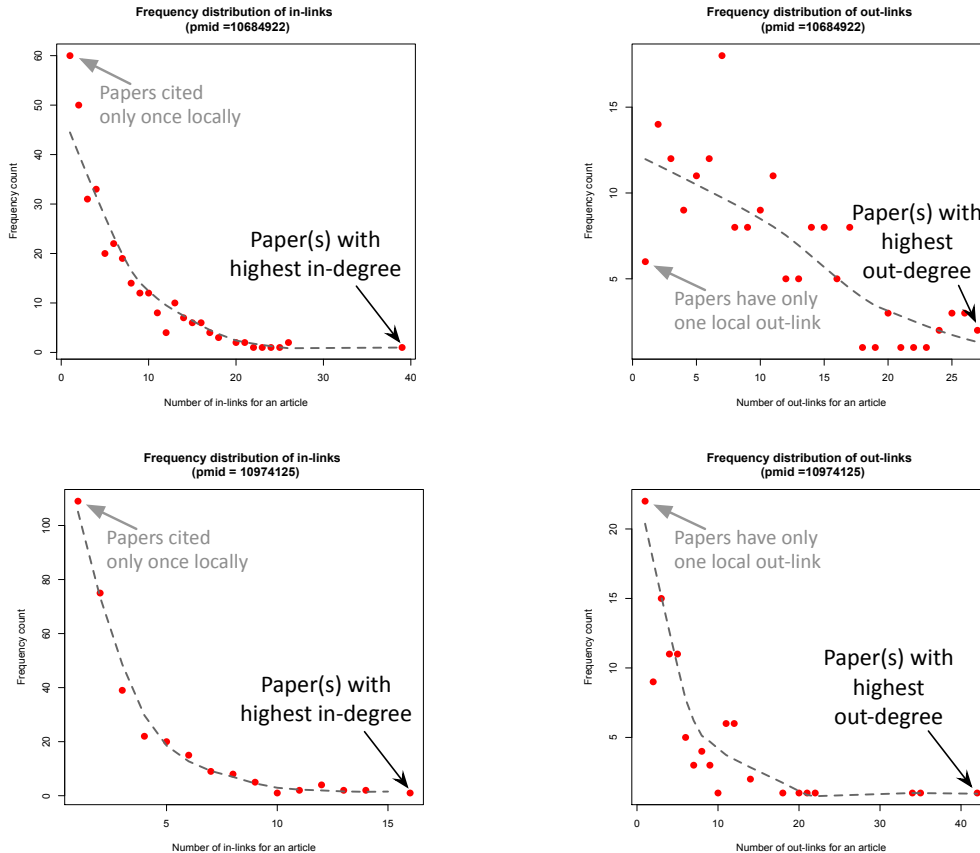 Frequency distribution of in-links
(pmid =10684922)
Frequency count
60
50
40
30
20
10
0
Papers cited
only once locally
Paper(s) with
highest in-degree
0 10 20 30 40
Number of in-links for an article
Frequency distribution of out-links
(pmid =10684922)
Frequency count
15
10
5
Papers have only
one local out-link
Paper(s) with
highest
out-degree
0 5 10 15 20 25
Number of out-links for an article
Frequency distribution of in-links
(pmid = 10974125)
Frequency count
100
80
60
40
20
0
Papers cited
only once locally
Paper(s) with
highest in-degree
5 10 15
Number of in-links for an article
Frequency distribution of out-links
(pmid =10974125)
Frequency count
20
15
10
5
Papers have only
one local out-link
Paper(s) with
highest
out-degree
0 10 20 30 40
Number of out-links for an article